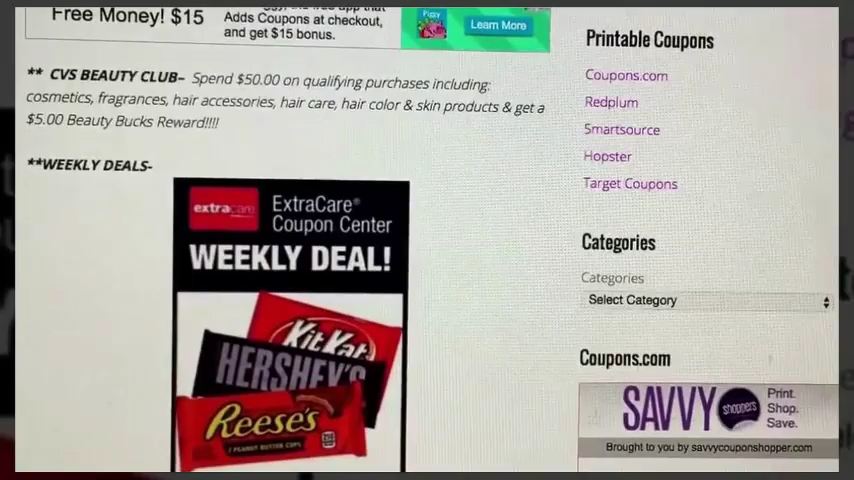 Free Money! $15
Adds Coupons at checkout,
and get $15 bonus.
Learn More
** CVS BEAUTY CLUB– Spend $50.00 on qualifying purchases including:
cosmetics, fragrances, hair accessories, hair care, hair color & skin products & get a
$5.00 Beauty Bucks Reward!!!!
**WEEKLY DEALS-
extracare
ExtraCare®
Coupon Center
WEEKLY DEAL!
KitKat
HERSHEY'S
Reese's
2 PEANUT BUTTER CUPS
Printable Coupons
Coupons.com
Redplum
Smartsource
Hopster
Target Coupons
Categories
Categories
Select Category
Coupons.com
SAVVY shoppers
Print.
Shop.
Save.
Brought to you by savvycouponshopper.com